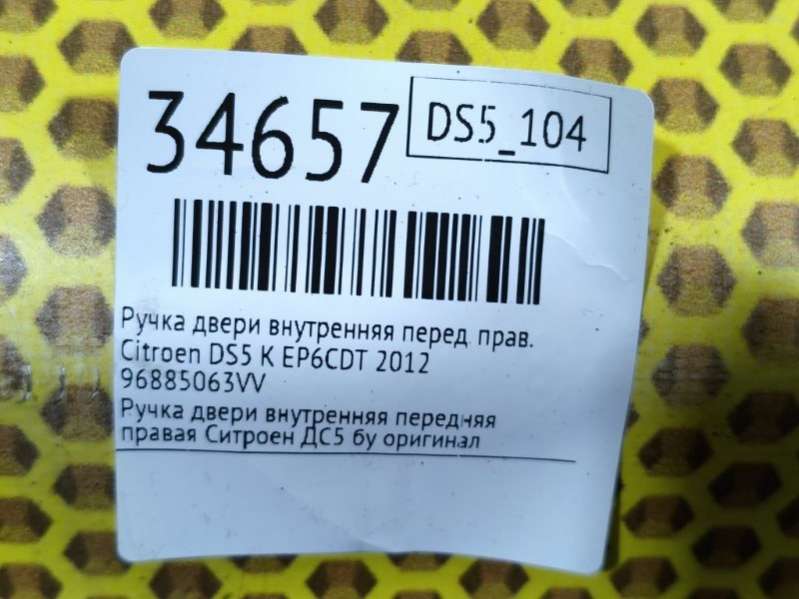 34657
DS5_104
Ручка двери внутренняя перед. прав.
Citroen DS5 K EP6CDT 2012
96885063VV
Ручка двери внутренняя передняя
правая Ситроен ДС5 бу оригинал